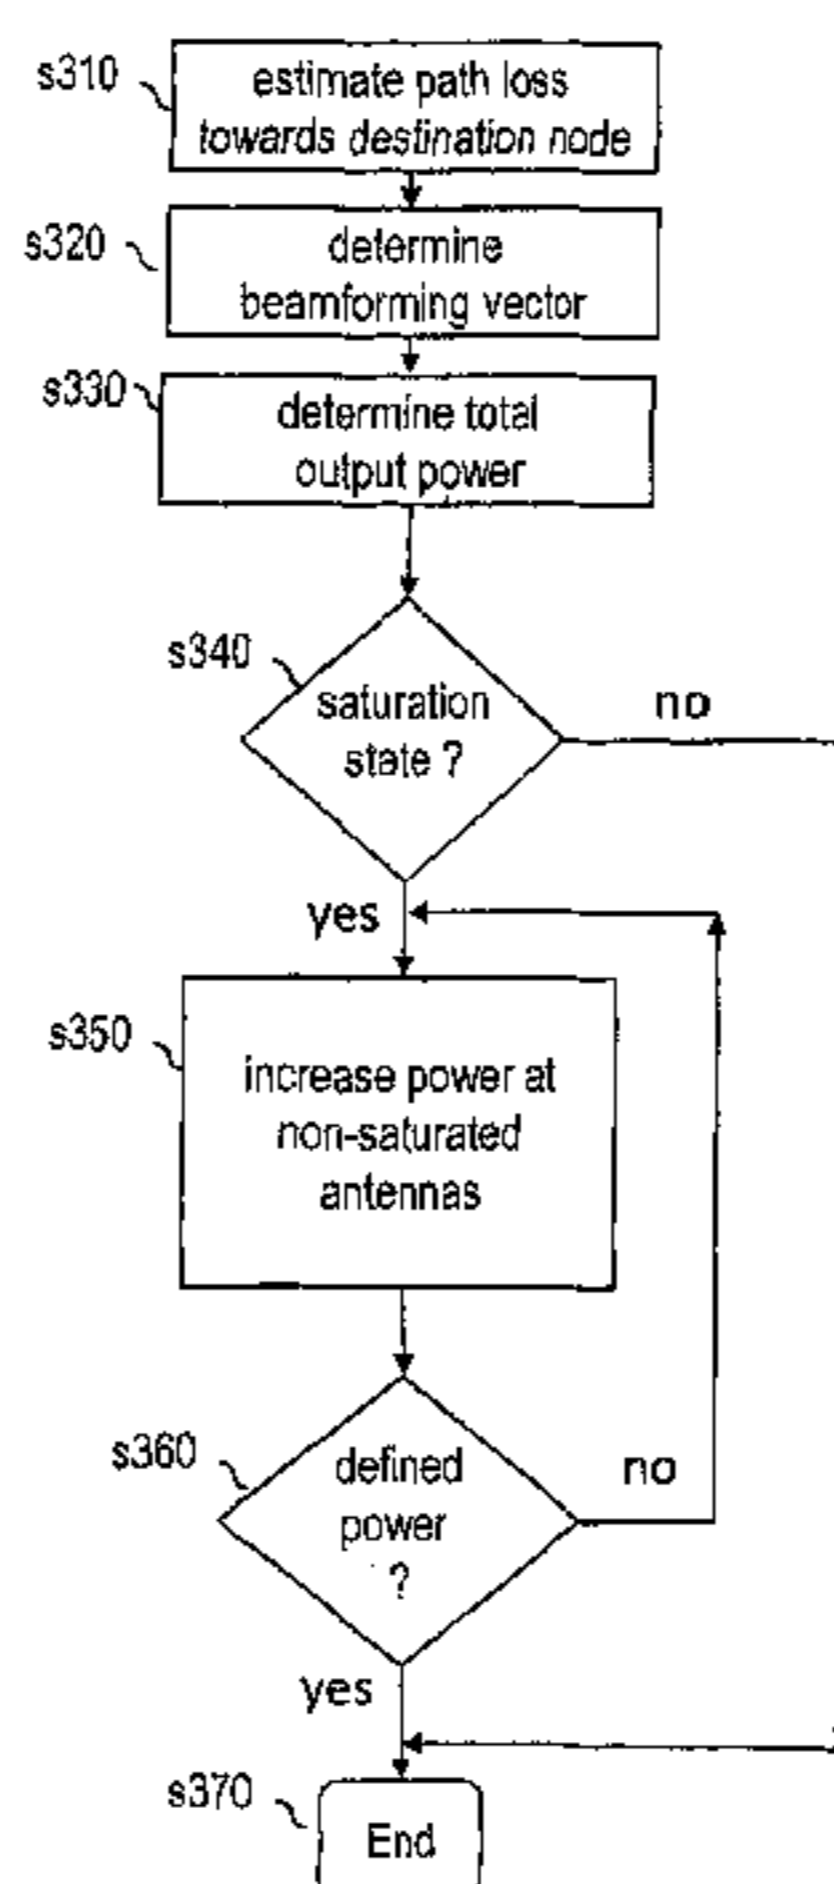 s310
estimate path loss
towards destination node
s320
determine
beamforming vector
s330
determine total
output power
s340
saturation
state ?
no
yes
s350
increase power at
non-saturated
antennas
s360
defined
power
?
no
yes
s370
End